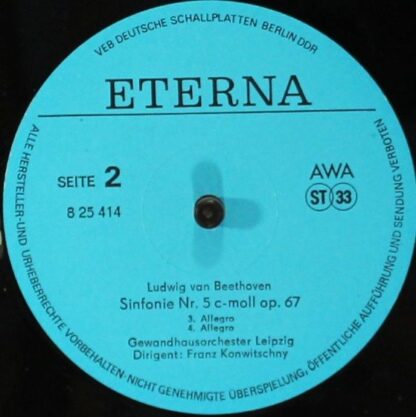 VEB DEUTSCHE SCHALLPLATTEN BERLIN DDR
ETERNA
SEITE 2
8 25 414
AWA
ST 33
Ludwig van Beethoven
Sinfonie Nr. 5 c-moll op. 67
3. Allegro
4. Allegro
Gewandhausorchester Leipzig
Dirigent: Franz Konwitschny
ALLE HERSTELLER-UND URHEBERRECHTE VORBEHALTEN · NICHT GENEHMIGTE ÜBERSPIELUNG, ÖFFENTLICHE AUFFÜHRUNG UND SENDUNG VERBOTEN